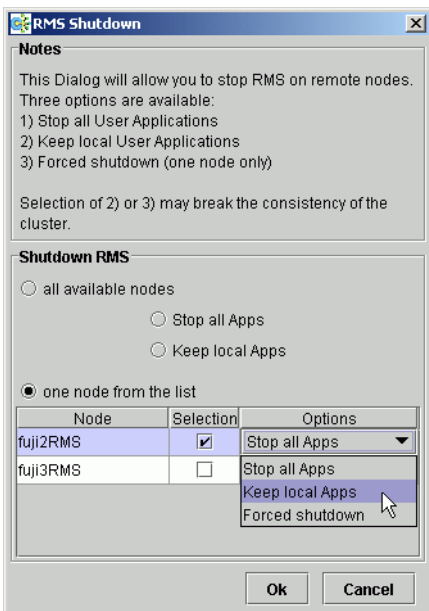 RMS Shutdown
Notes
This Dialog will allow you to stop RMS on remote nodes.
Three options are available:
1) Stop all User Applications
2) Keep local User Applications
3) Forced shutdown (one node only)
Selection of 2) or 3) may break the consistency of the
cluster.
Shutdown RMS
all available nodes
Stop all Apps
Keep local Apps
one node from the list
Node Selection Options
fuji2RMS Stop all Apps
fuji3RMS Stop all Apps
Keep local Apps
Forced shutdown
Ok Cancel